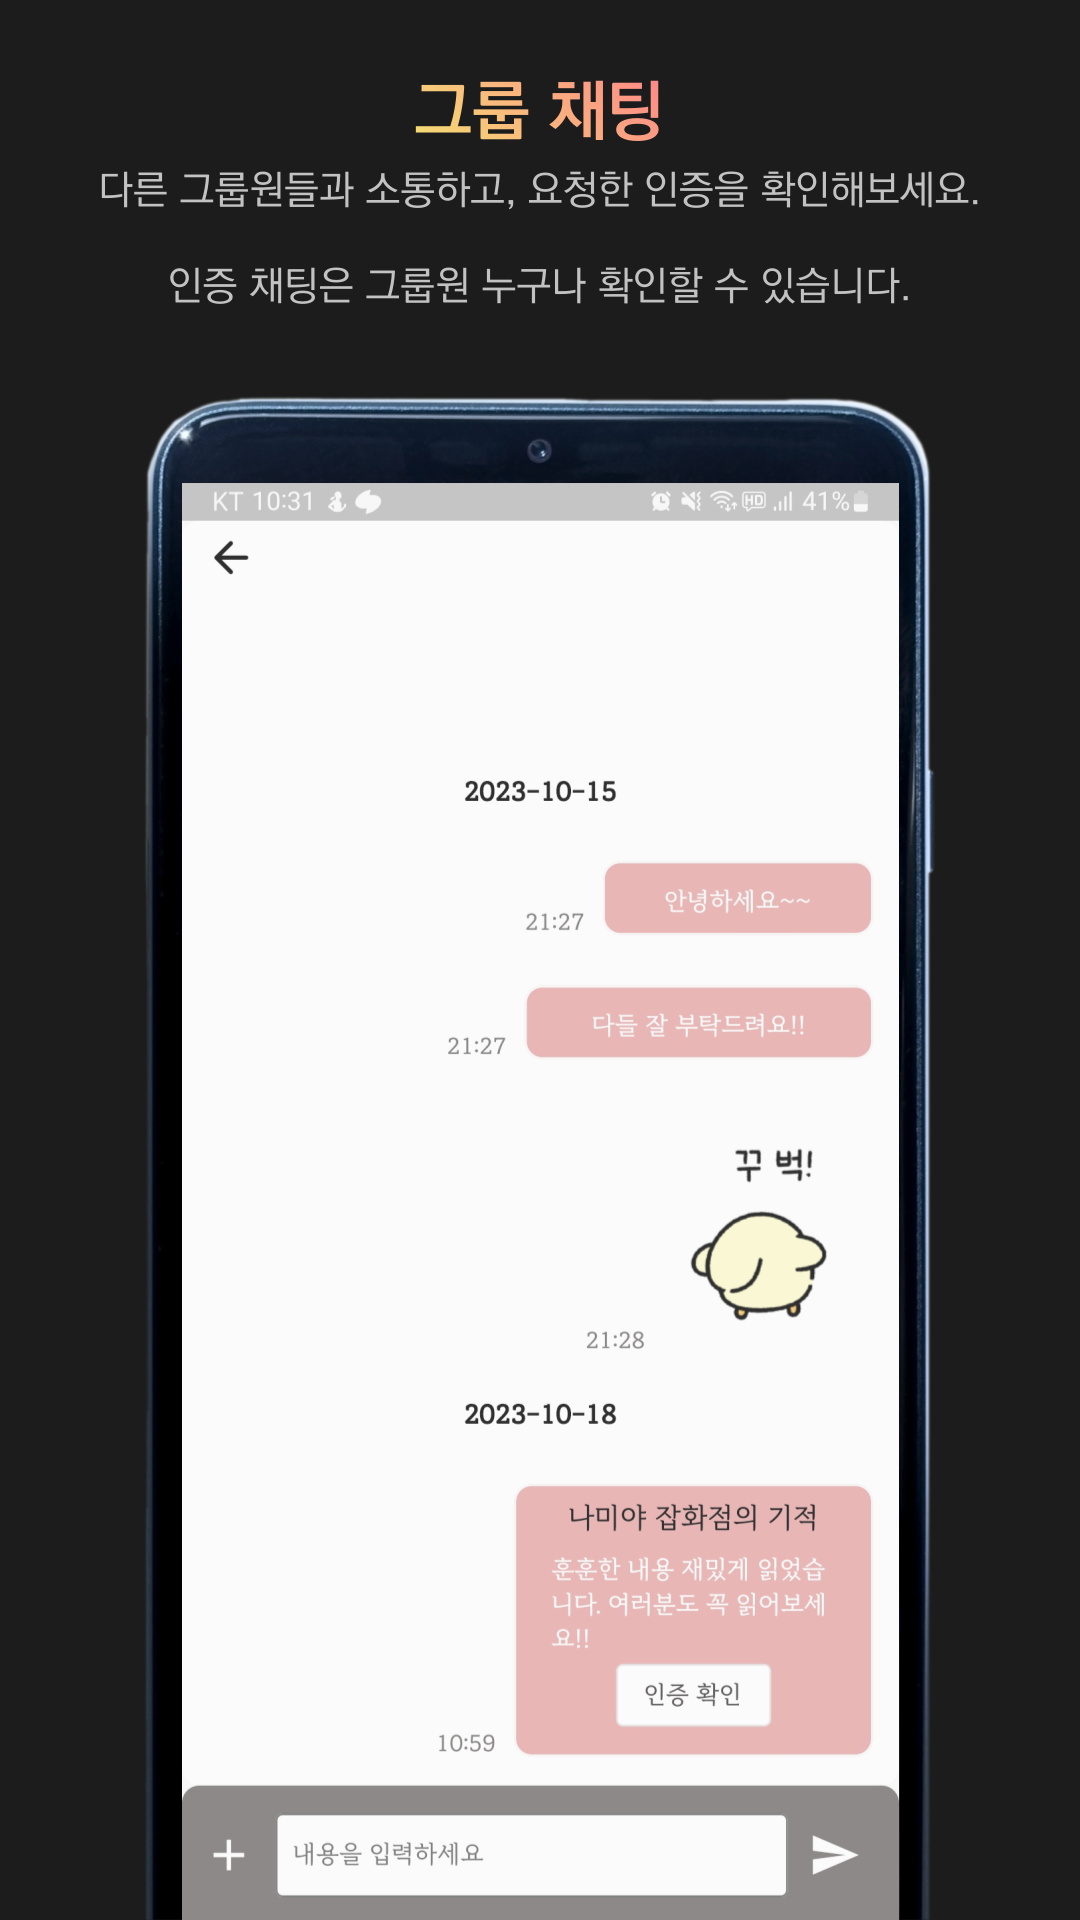 그룹 채팅
다른 그룹원들과 소통하고, 요청한 인증을 확인해보세요.
인증 채팅은 그룹원 누구나 확인할 수 있습니다.
KT 10:31 HD 41%
2023-10-15
안녕하세요~~
21:27
다들 잘 부탁드려요!!
21:27
꾸 벅!
21:28
2023-10-18
나미야 잡화점의 기적
훈훈한 내용 재밌게 읽었습
니다. 여러분도 꼭 읽어보세
요!!
인증 확인
10:59
내용을 입력하세요